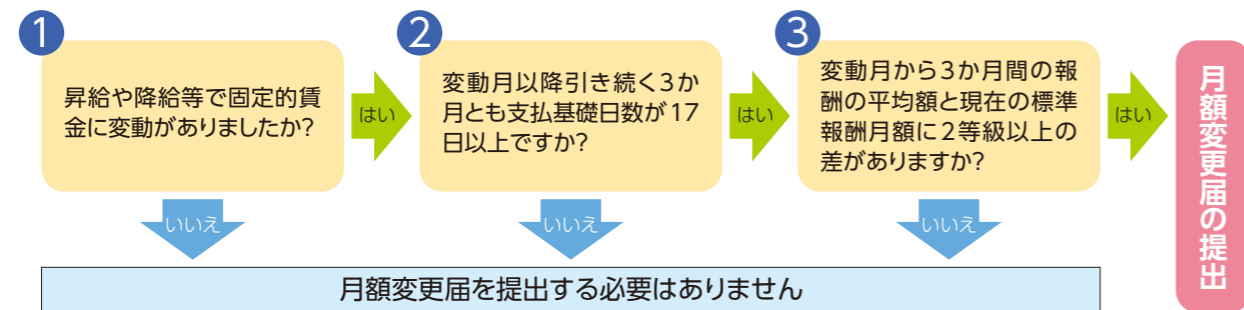 1
昇給や降給等で固定的賃
金に変動がありましたか?
はい
いいえ
2
変動月以降引き続く3か
月とも支払基礎日数が17
日以上ですか?
はい
いいえ
3
変動月から3か月間の報
酬の平均額と現在の標準
報酬月額に2等級以上の
差がありますか?
はい
いいえ
月額変更届の提出
月額変更届を提出する必要はありません